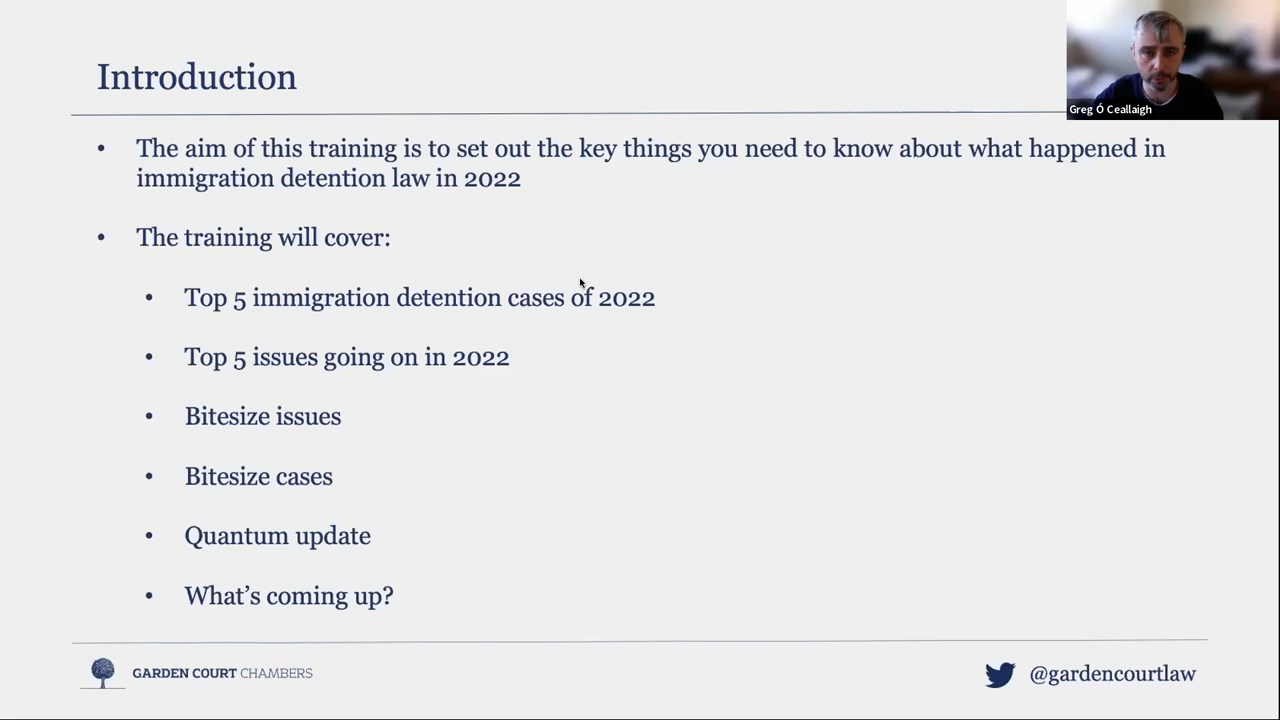 Introduction
Greg Ó Ceallaigh
• The aim of this training is to set out the key things you need to know about what happened in
immigration detention law in 2022
• The training will cover:
• Top 5 immigration detention cases of 2022
• Top 5 issues going on in 2022
• Bitesize issues
• Bitesize cases
• Quantum update
• What’s coming up?
GARDEN COURT CHAMBERS
@gardencourtlaw